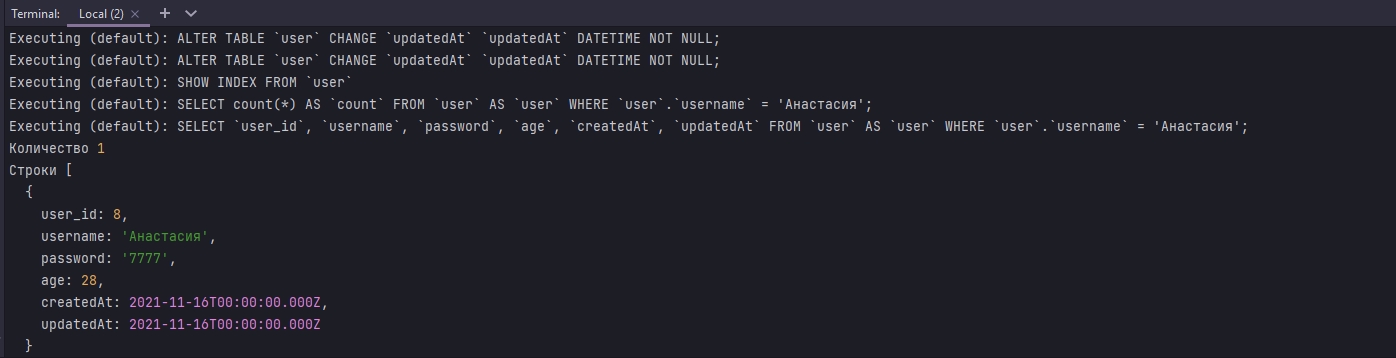 Terminal: Local (2) × +
Executing (default): ALTER TABLE `user` CHANGE `updatedAt` `updatedAt` DATETIME NOT NULL;
Executing (default): ALTER TABLE `user` CHANGE `updatedAt` `updatedAt` DATETIME NOT NULL;
Executing (default): SHOW INDEX FROM `user`
Executing (default): SELECT count(*) AS `count` FROM `user` AS `user` WHERE `user`.`username` = 'Анастасия';
Executing (default): SELECT `user_id`, `username`, `password`, `age`, `createdAt`, `updatedAt` FROM `user` AS `user` WHERE `user`.`username` = 'Анастасия';
Количество 1
Строки [
  {
    user_id: 8,
    username: 'Анастасия',
    password: '7777',
    age: 28,
    createdAt: 2021-11-16T00:00:00.000Z,
    updatedAt: 2021-11-16T00:00:00.000Z
  }